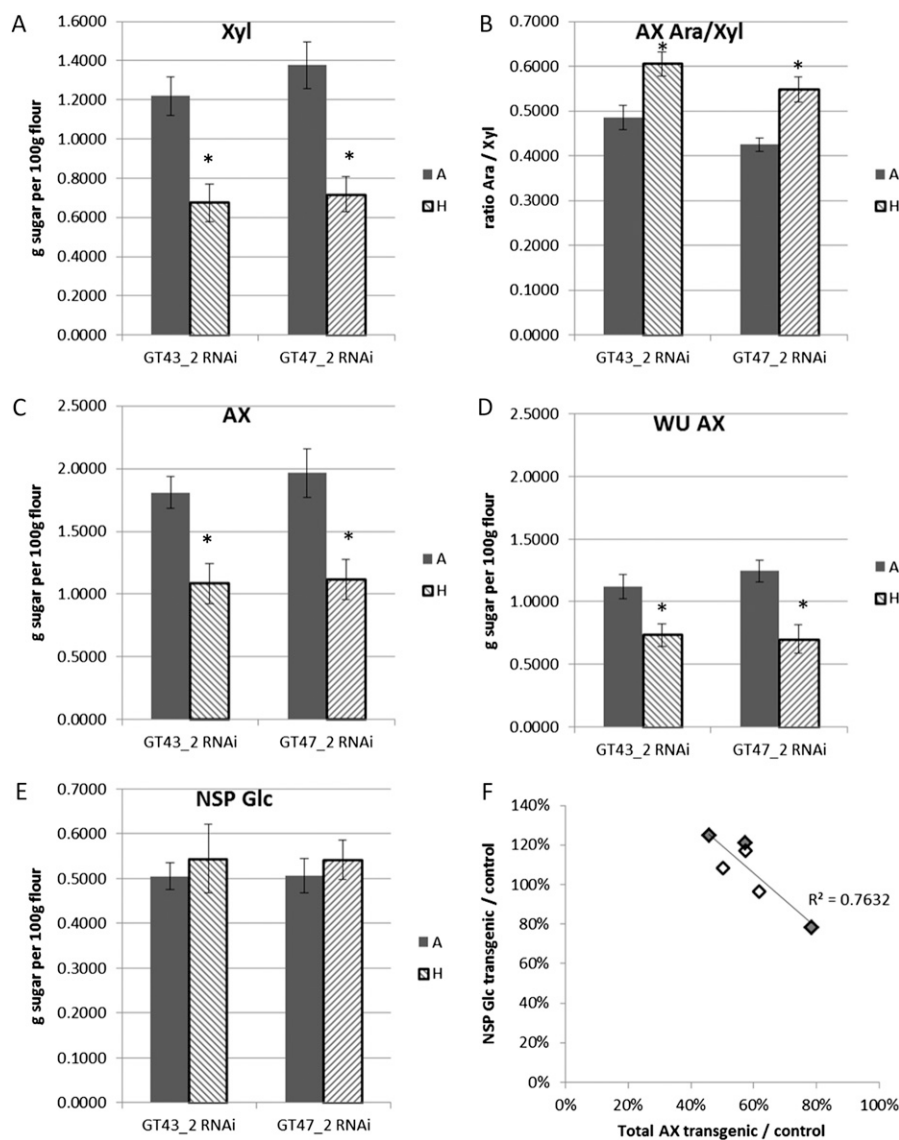 A
Xyl
g sugar per 100g flour
1.6000
1.4000
1.2000
1.0000
0.8000
0.6000
0.4000
0.2000
0.0000
*
*
GT43_2 RNAi
GT47_2 RNAi
A
H
B
AX Ara/Xyl
ratio Ara / Xyl
0.7000
0.6000
0.5000
0.4000
0.3000
0.2000
0.1000
0.0000
*
*
GT43_2 RNAi
GT47_2 RNAi
A
H
C
AX
g sugar per 100g flour
2.5000
2.0000
1.5000
1.0000
0.5000
0.0000
*
*
GT43_2 RNAi
GT47_2 RNAi
A
H
D
WU AX
g sugar per 100g flour
2.5000
2.0000
1.5000
1.0000
0.5000
0.0000
*
*
GT43_2 RNAi
GT47_2 RNAi
A
H
E
NSP Glc
g sugar per 100g flour
0.7000
0.6000
0.5000
0.4000
0.3000
0.2000
0.1000
0.0000
GT43_2 RNAi
GT47_2 RNAi
A
H
F
NSP Glc transgenic / control
140%
120%
100%
80%
60%
40%
20%
0%
R² = 0.7632
0%
20%
40%
60%
80%
100%
Total AX transgenic / control